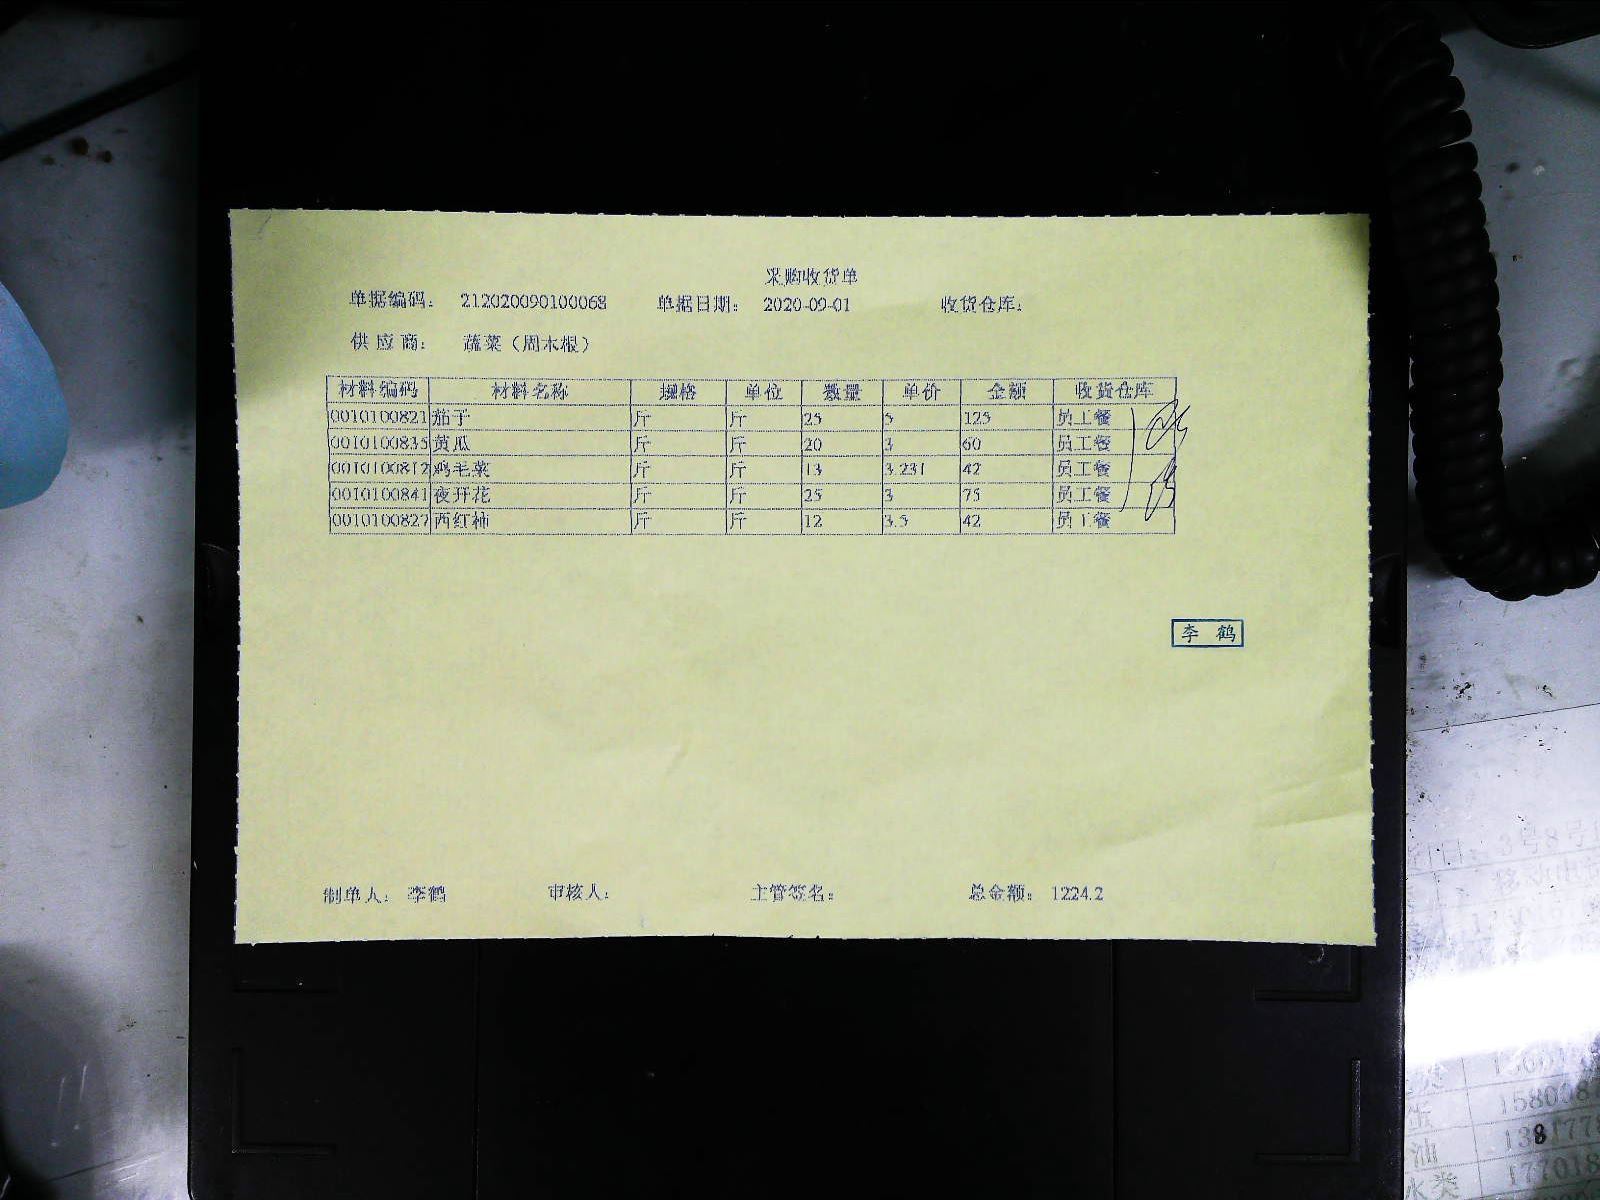 采购收货单
单据编码： 212020090100068 单据日期： 2020-09-01 收货仓库：
供应商： 蔬菜（周木根）
材料编码 材料名称 规格 单位 数量 单价 金额 收货仓库
0010100821 茄子 斤 斤 25 5 125 员工餐
0010100835 黄瓜 斤 斤 20 3 60 员工餐
0010100812 鸡毛菜 斤 斤 13 3.231 42 员工餐
0010100841 夜开花 斤 斤 25 3 75 员工餐
0010100827 西红柿 斤 斤 12 3.5 42 员工餐
李鹤
制单人： 李鹤 审核人： 主管签名： 总金额： 1224.2
油